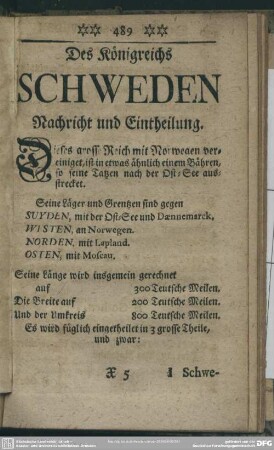 489
Des Königreichs
SCHWEDEN
Nachricht und Eintheilung.
Dieses grosse Reich mit Norwegen ver-
einiget, ist in etwas ähnlich einem Bähren,
so seine Tatzen nach der Ost-See aus-
strecket.
Seine Läger und Grentzen sind gegen
SUYDEN, mit der Ost-See und Dænnemarck.
WISTEN, an Norwegen.
NORDEN, mit Lapland.
OSTEN, mit Moscau.
Seine Länge wird insgemein gerechnet
auf 300 Teutsche Meilen.
Die Breite auf 200 Teutsche Meilen.
Und der Umkreis 800 Teutsche Meilen.
Es wird füglich eingetheilet in 3 grosse Theile,
und zwar:
X 5 1 Schwe-